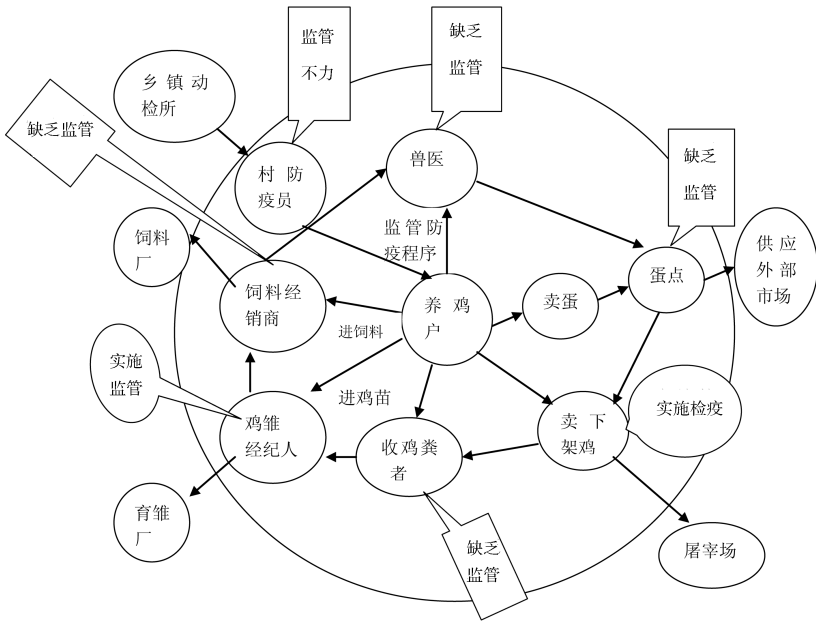 监管
不力
缺乏
监管
乡 镇 动
检所
缺乏监管
缺乏
监管
村 防
疫员
兽医
饲料
厂
监 管 防
疫程序
供 应
外 部
市 场
蛋点
饲料经
销商
养 鸡
户
卖蛋
进饲料
实施
监管
进鸡苗
实施检疫
鸡雏
经纪人
收鸡粪
者
卖 下
架鸡
育雏
厂
缺乏
监管
屠宰场